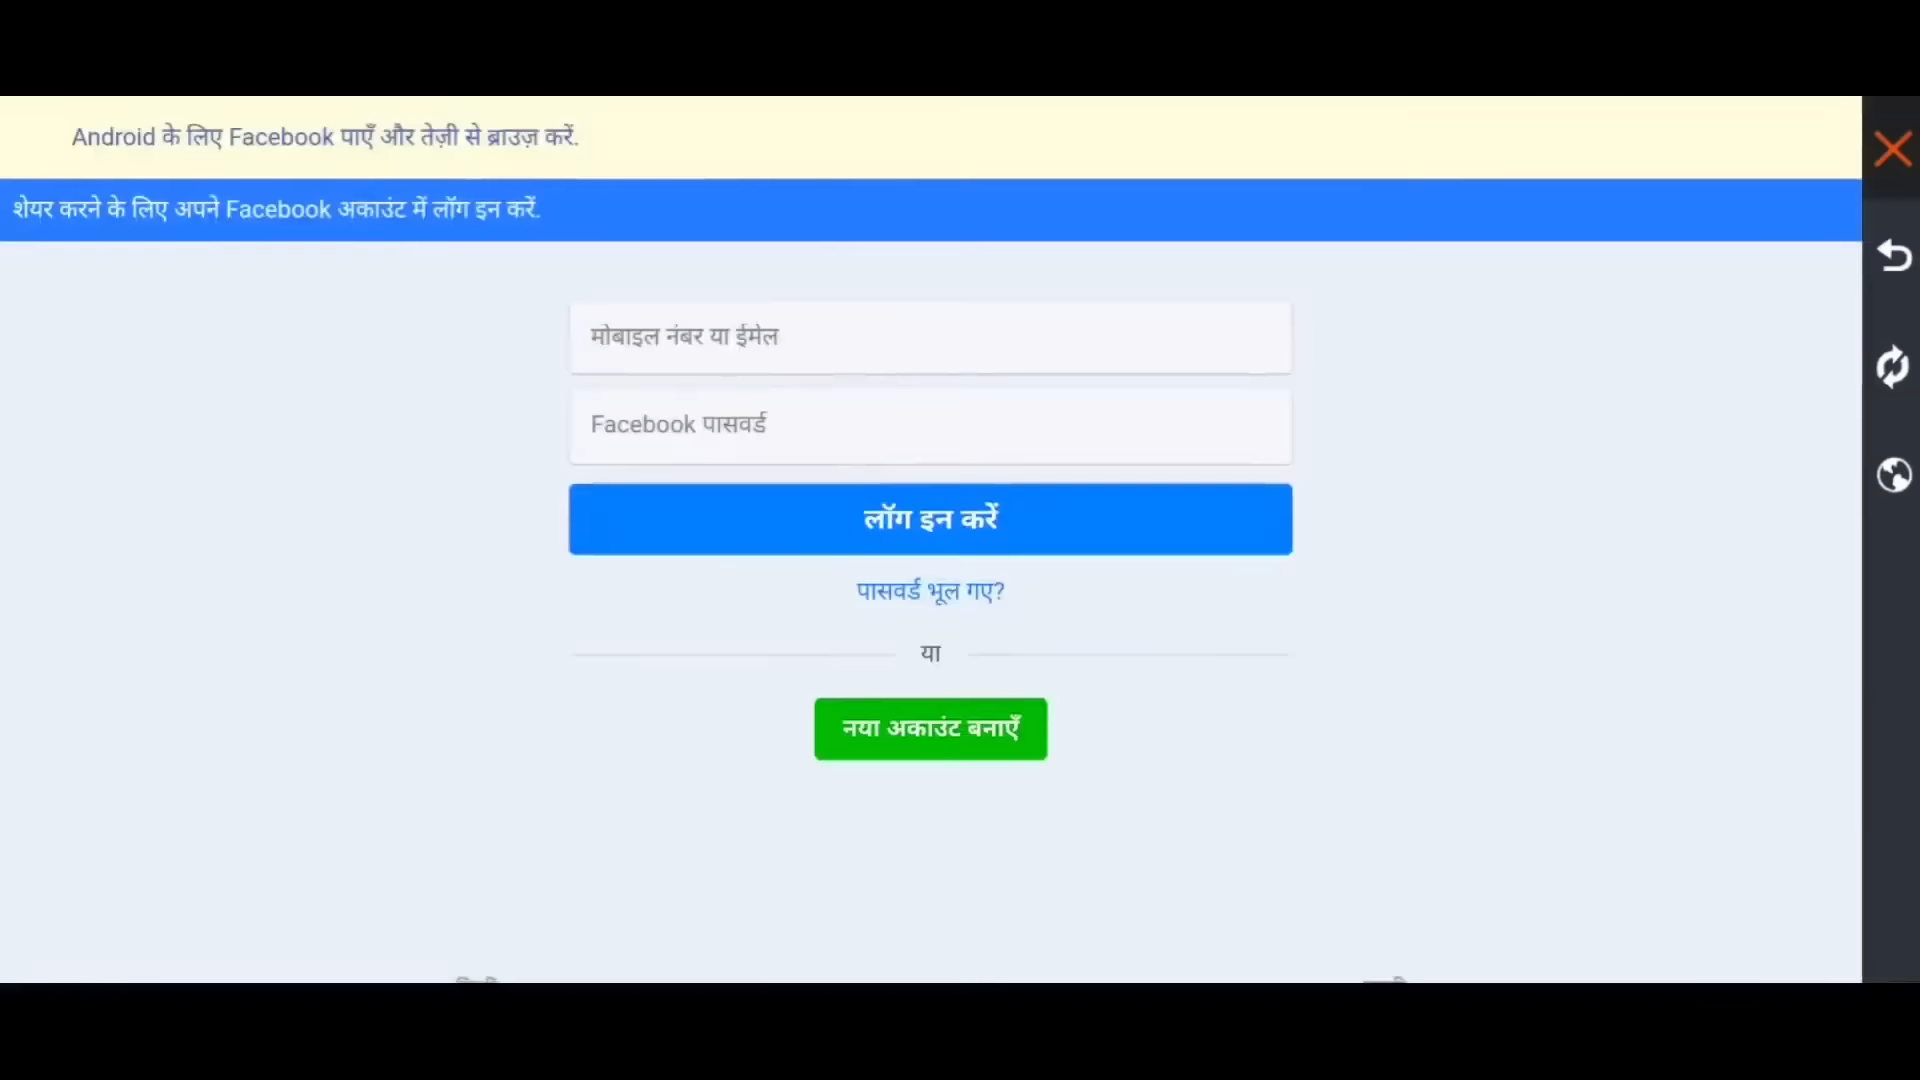 Android के लिए Facebook पाएँ और तेज़ी से ब्राउज़ करें.
शेयर करने के लिए अपने Facebook अकाउंट में लॉग इन करें.
मोबाइल नंबर या ईमेल
Facebook पासवर्ड
लॉग इन करें
पासवर्ड भूल गए?
या
नया अकाउंट बनाएँ